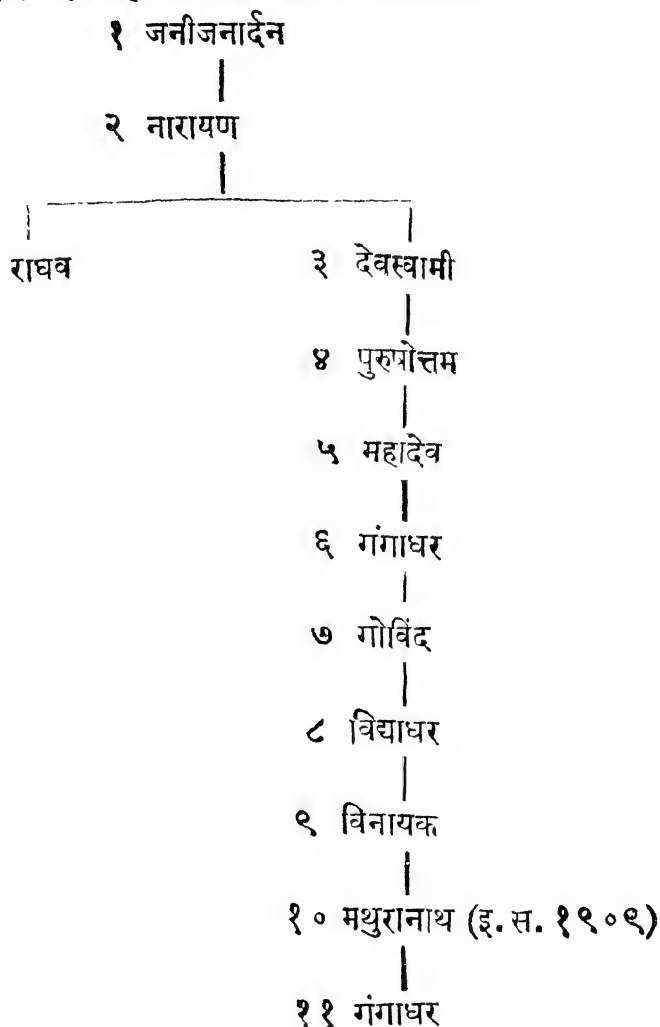 १ जनीजनार्दन
२ नारायण
राघव ३ देवस्वामी
४ पुरुषोत्तम
५ महादेव
६ गंगाधर
७ गोविंद
८ विद्याधर
९ विनायक
१० मथुरानाथ (इ. स. १९०९)
११ गंगाधर